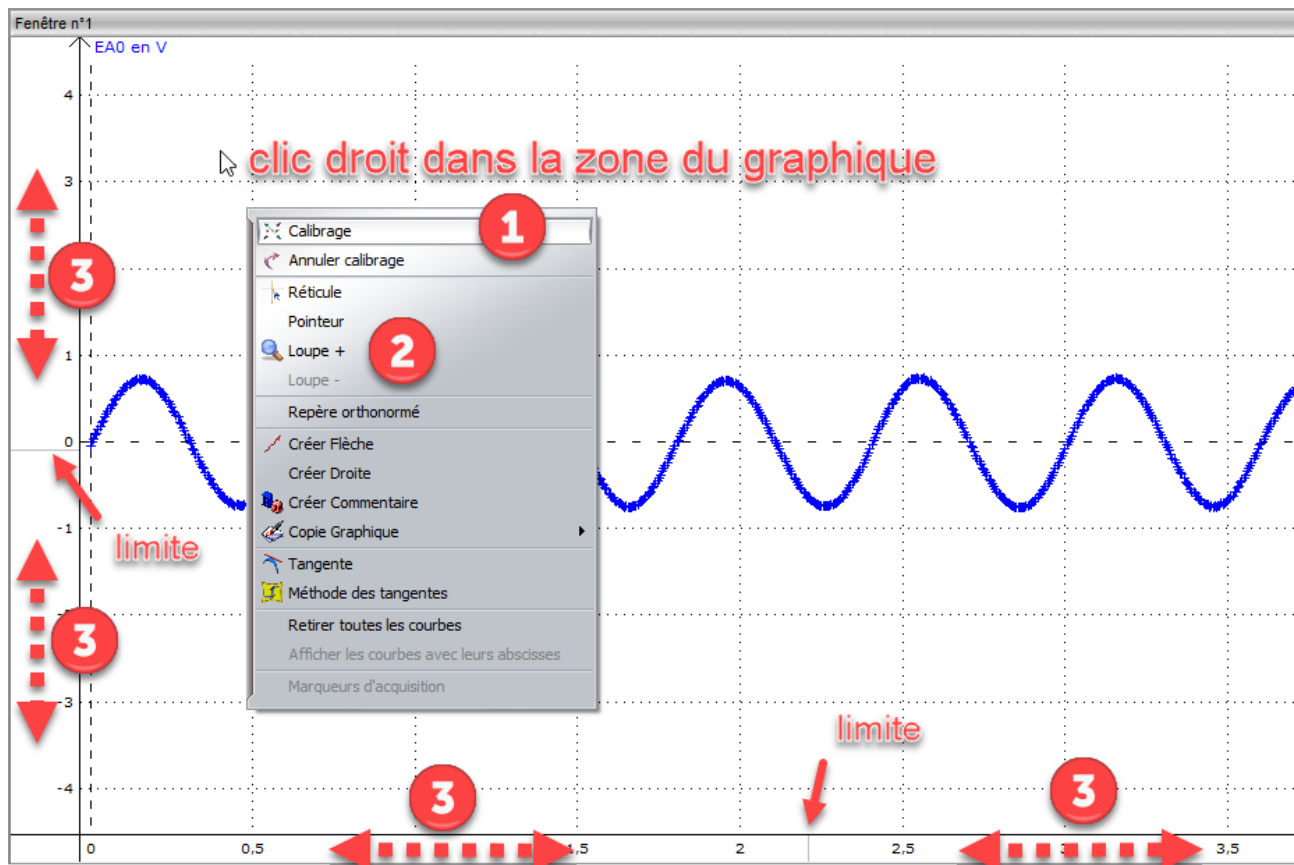 Fenêtre n°1
EA0 en V
4
clic droit dans la zone du graphique
3
1
Calibrage
Annuler calibrage
3
Réticule
Pointeur
2
Loupe +
1
Loupe -
Repère orthonormé
0
Créer Flèche
Créer Droite
Créer Commentaire
-1
Copie Graphique
limite
Tangente
Méthode des tangentes
3
Retirer toutes les courbes
Afficher les courbes avec leurs abscisses
Marqueurs d'acquisition
-3
limite
-4
3
3
0 0,5 2 2,5 3,5